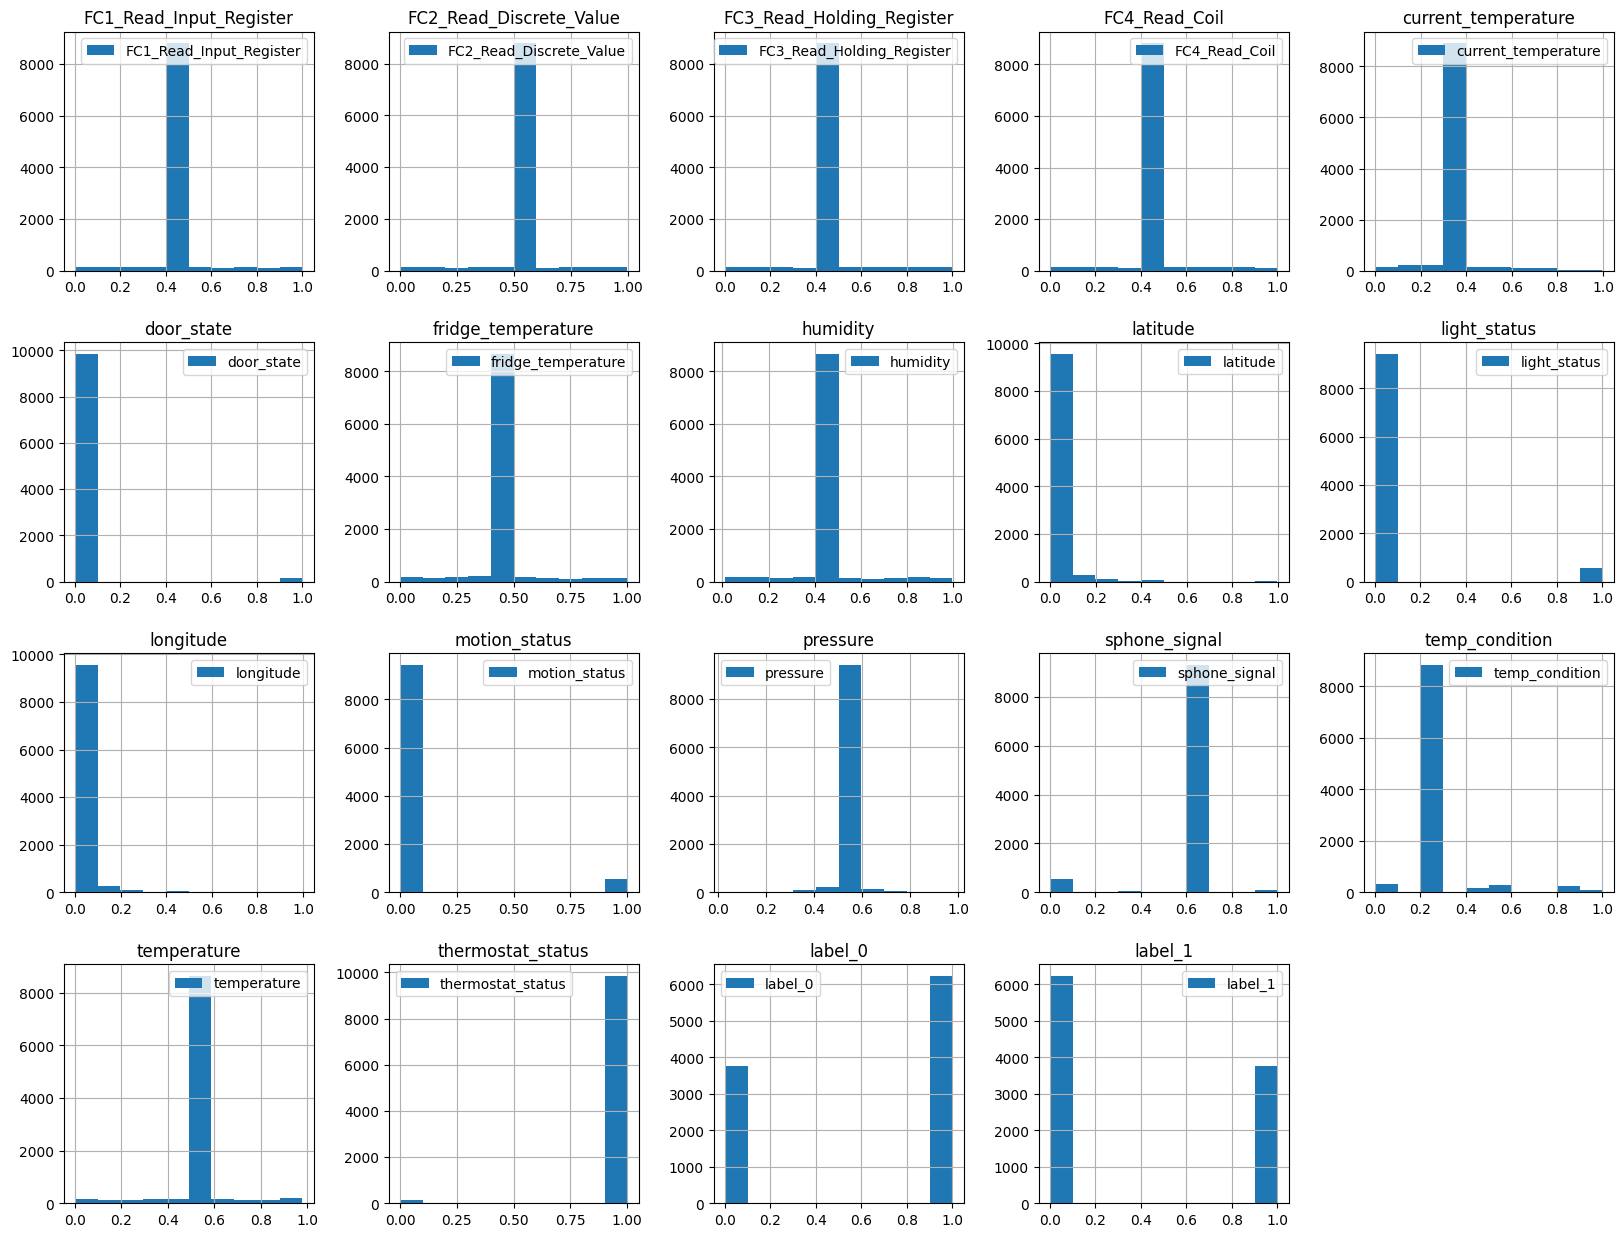 FC1_Read_Input_Register
FC1_Read_Input_Register
8000
6000
4000
2000
0
0.0 0.2 0.4 0.6 0.8 1.0
FC2_Read_Discrete_Value
FC2_Read_Discrete_Value
8000
6000
4000
2000
0
0.00 0.25 0.50 0.75 1.00
FC3_Read_Holding_Register
FC3_Read_Holding_Register
8000
6000
4000
2000
0
0.0 0.2 0.4 0.6 0.8 1.0
FC4_Read_Coil
FC4_Read_Coil
8000
6000
4000
2000
0
0.0 0.2 0.4 0.6 0.8 1.0
current_temperature
current_temperature
8000
6000
4000
2000
0
0.0 0.2 0.4 0.6 0.8 1.0
door_state
door_state
10000
8000
6000
4000
2000
0
0.0 0.2 0.4 0.6 0.8 1.0
fridge_temperature
fridge_temperature
8000
6000
4000
2000
0
0.00 0.25 0.50 0.75 1.00
humidity
humidity
8000
6000
4000
2000
0
0.0 0.2 0.4 0.6 0.8 1.0
latitude
latitude
10000
8000
6000
4000
2000
0
0.0 0.2 0.4 0.6 0.8 1.0
light_status
light_status
8000
6000
4000
2000
0
0.0 0.2 0.4 0.6 0.8 1.0
longitude
longitude
10000
8000
6000
4000
2000
0
0.0 0.2 0.4 0.6 0.8 1.0
motion_status
motion_status
8000
6000
4000
2000
0
0.00 0.25 0.50 0.75 1.00
pressure
pressure
8000
6000
4000
2000
0
0.0 0.2 0.4 0.6 0.8 1.0
sphone_signal
sphone_signal
8000
6000
4000
2000
0
0.0 0.2 0.4 0.6 0.8 1.0
temp_condition
temp_condition
8000
6000
4000
2000
0
0.0 0.2 0.4 0.6 0.8 1.0
temperature
temperature
8000
6000
4000
2000
0
0.0 0.2 0.4 0.6 0.8 1.0
thermostat_status
thermostat_status
10000
8000
6000
4000
2000
0
0.00 0.25 0.50 0.75 1.00
label_0
label_0
6000
5000
4000
3000
2000
1000
0
0.0 0.2 0.4 0.6 0.8 1.0
label_1
label_1
6000
5000
4000
3000
2000
1000
0
0.0 0.2 0.4 0.6 0.8 1.0